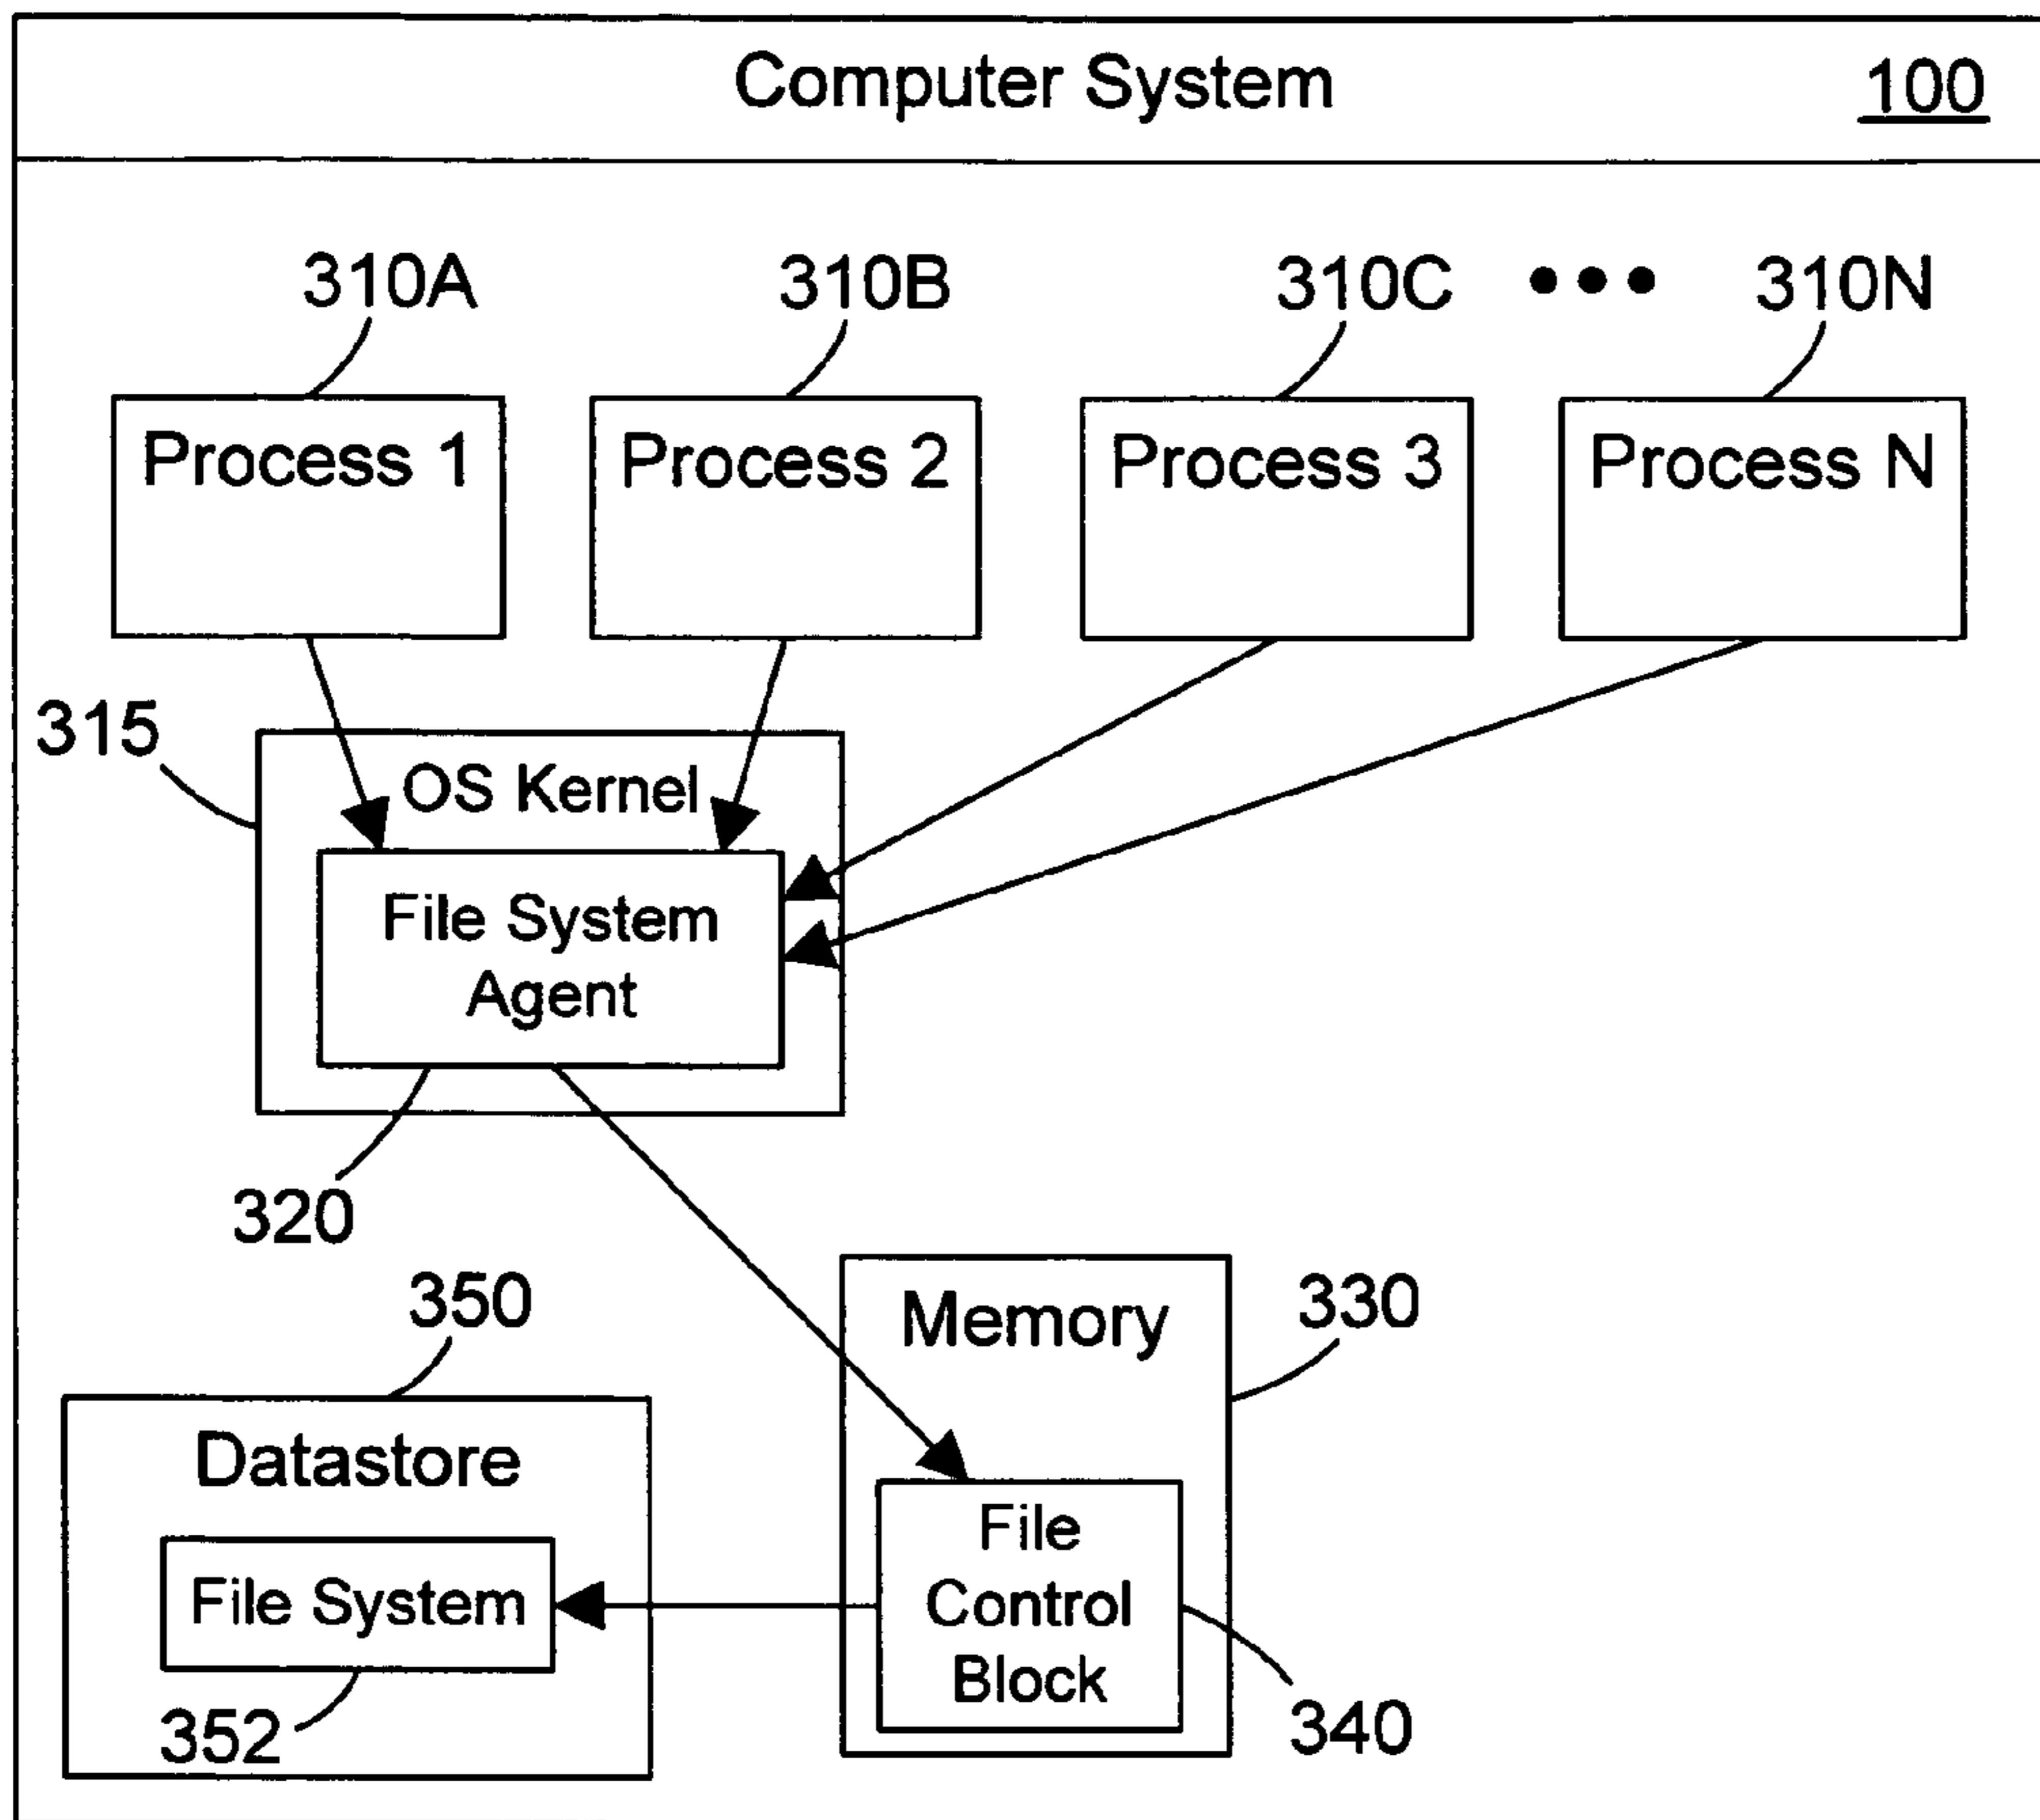 Computer System 100
310A 310B 310C ••• 310N
Process 1 Process 2 Process 3 Process N
315
OS Kernel
File System
Agent
320
350
330
Memory
Datastore
File
Control
Block
File System
352
340